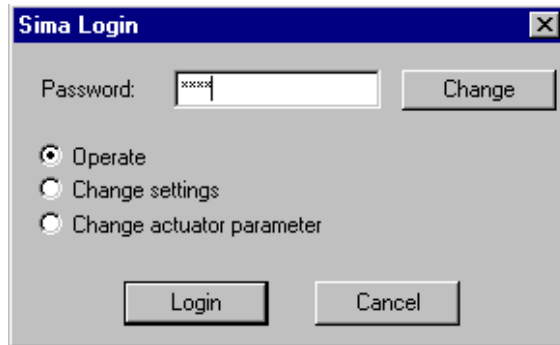 Sima Login
Password: **** Change
Operate
Change settings
Change actuator parameter
Login Cancel